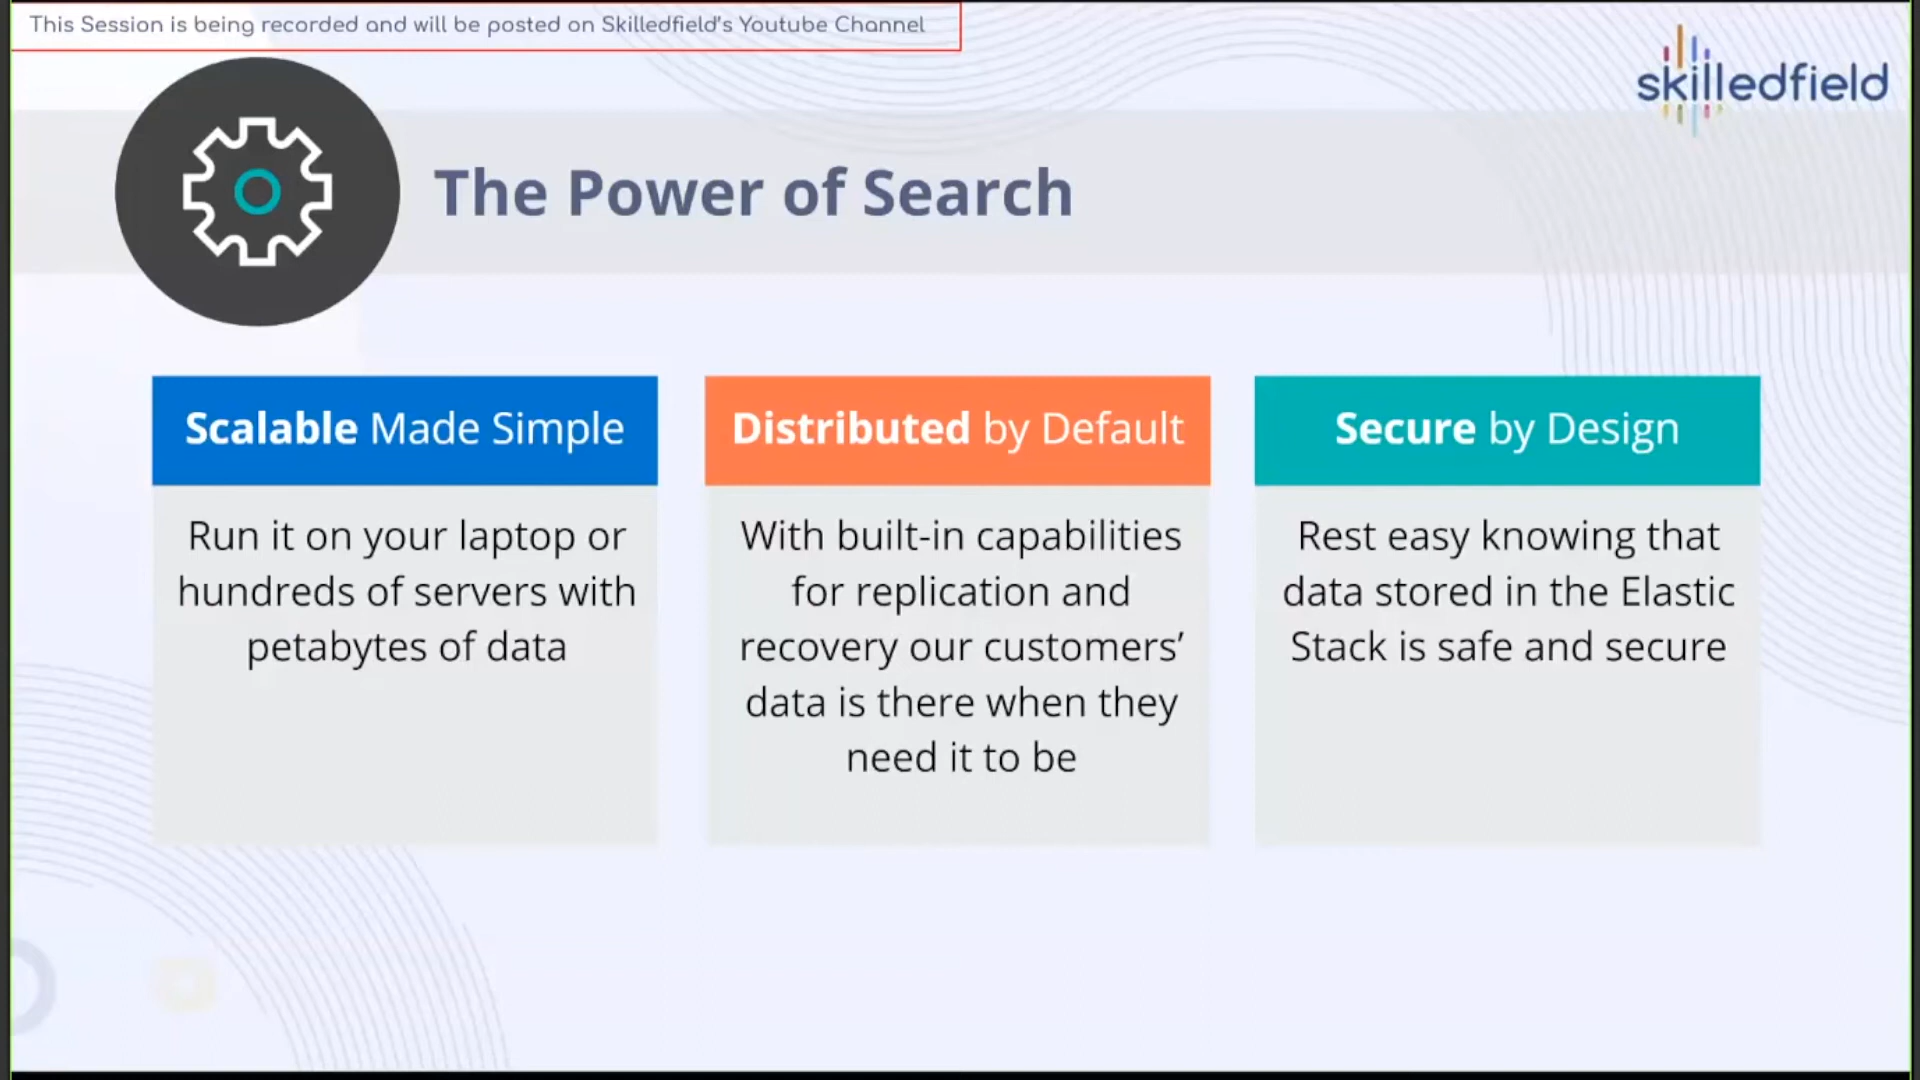 This Session is being recorded and will be posted on Skilledfield's Youtube Channel
skilledfield
The Power of Search
Scalable Made Simple
Run it on your laptop or
hundreds of servers with
petabytes of data
Distributed by Default
With built-in capabilities
for replication and
recovery our customers’
data is there when they
need it to be
Secure by Design
Rest easy knowing that
data stored in the Elastic
Stack is safe and secure